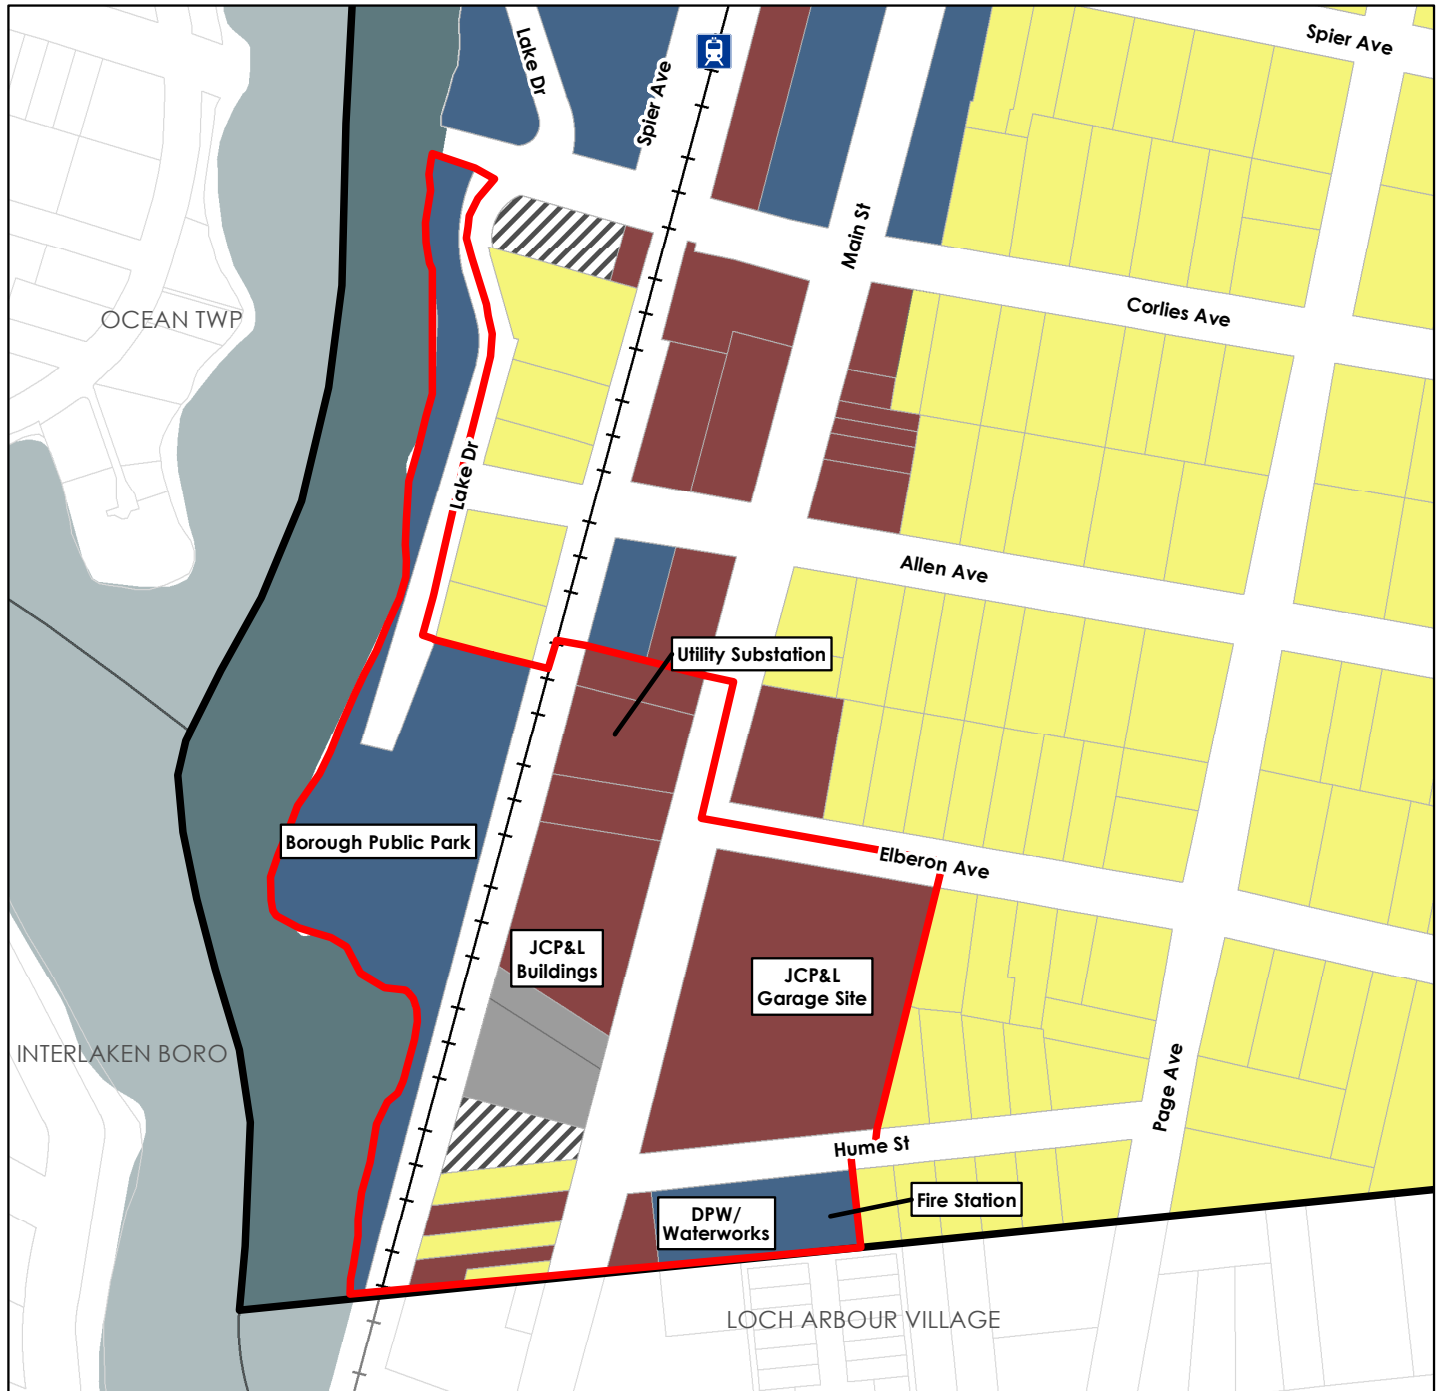 Lake Dr
Spier Ave
Spier Ave
Main St
OCEAN TWP
Corlies Ave
Lake Dr
Allen Ave
Utility Substation
Borough Public Park
Elberon Ave
JCP&L
Buildings
JCP&L
Garage Site
INTERLAKEN BORO
Page Ave
Hume St
Fire Station
DPW/
Waterworks
LOCH ARBOUR VILLAGE